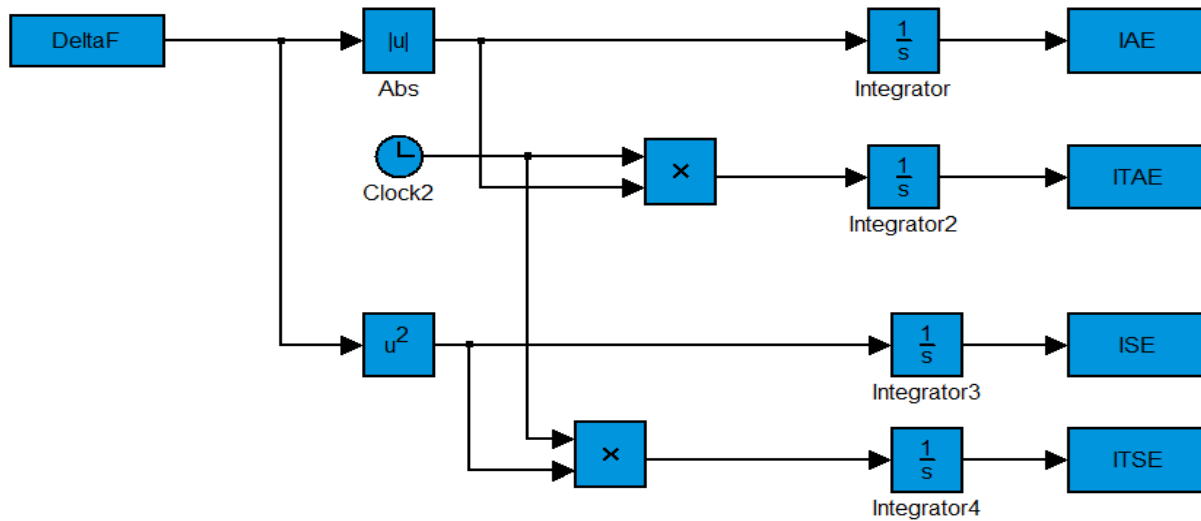 DeltaF
|u|
Abs
1
s
Integrator
IAE
Clock2
×
1
s
Integrator2
ITAE
u²
1
s
Integrator3
ISE
×
1
s
Integrator4
ITSE